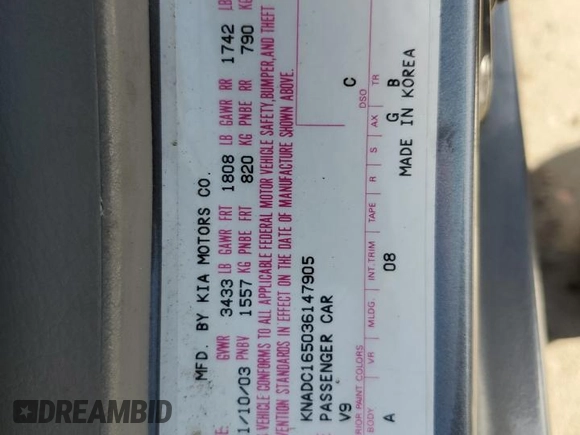 MFD. BY KIA MOTORS CO.
1/10/03 GVWR 3433 LB GAWR FRT 1808 LB GAWR RR 1742 LB
PNBV 1557 KG PNBE FRT 820 KG PNBE RR 790 KG
VEHICLE CONFORMS TO ALL APPLICABLE FEDERAL MOTOR VEHICLE SAFETY,BUMPER,AND THEFT
STANDARDS IN EFFECT ON THE DATE OF MANUFACTURE SHOWN ABOVE.
KNADC165036147905
PASSENGER CAR
V9 C
PAINT COLORS DSO
BODY VR MLDG. INT.TRIM TAPE R S AX TR
A 08 G B
MADE IN KOREA
DREAMBID